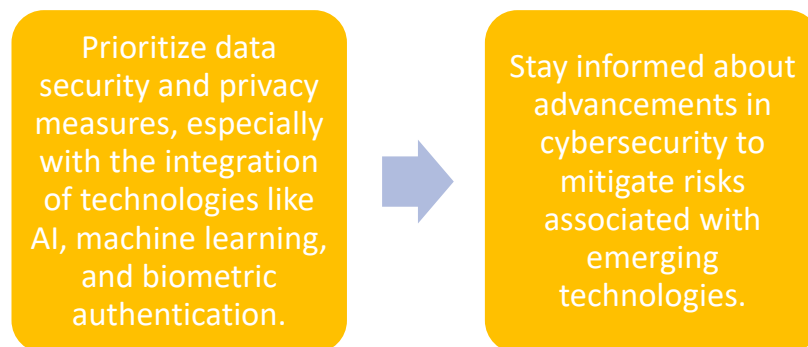 Prioritize data
security and privacy
measures, especially
with the integration
of technologies like
AI, machine learning,
and biometric
authentication.
Stay informed about
advancements in
cybersecurity to
mitigate risks
associated with
emerging
technologies.